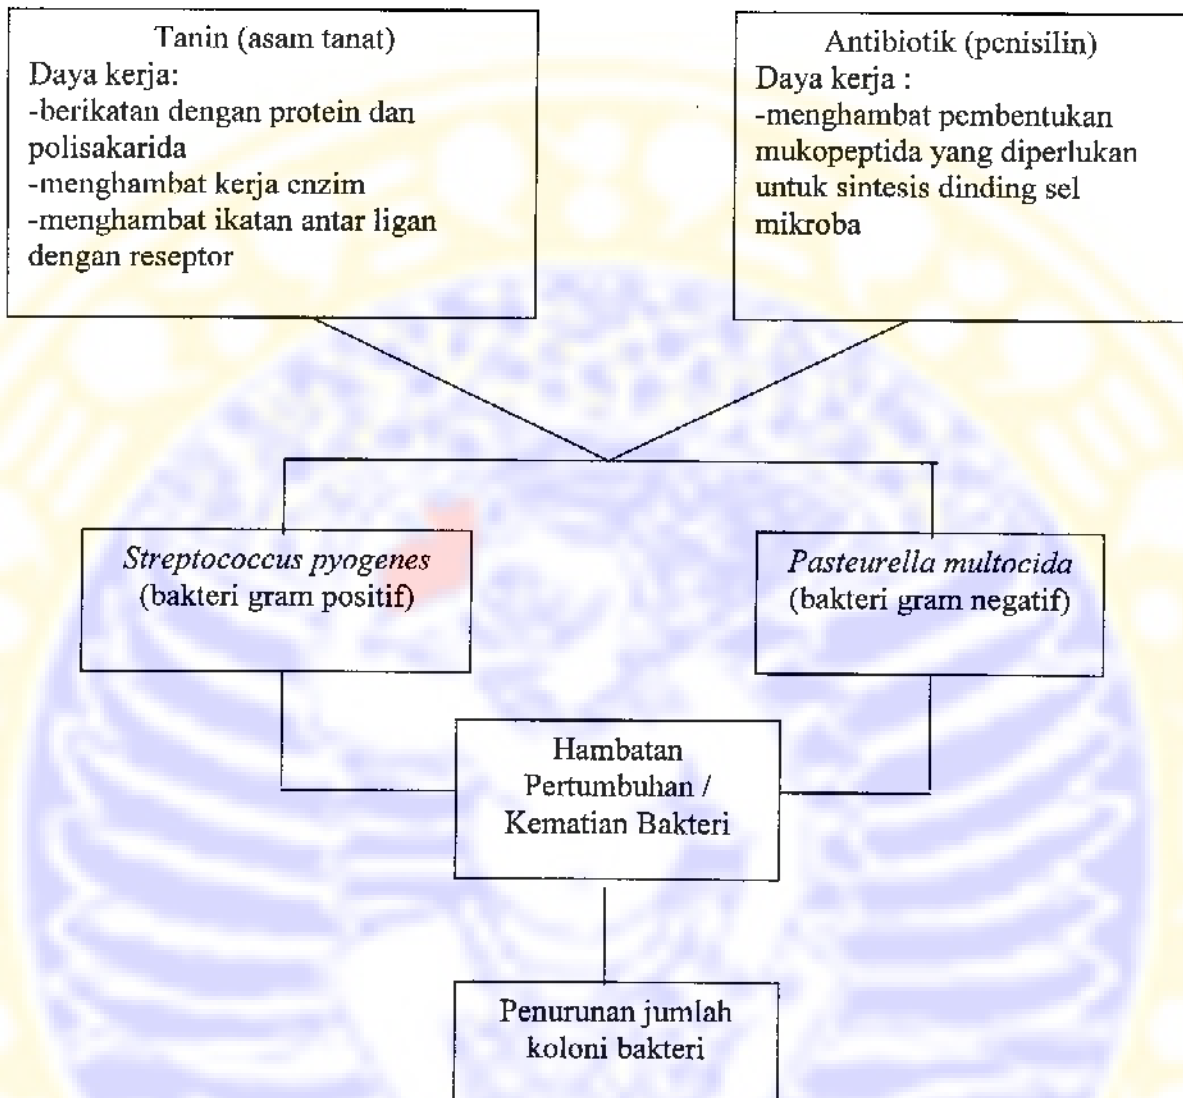 Tanin (asam tanat)
Daya kerja:
-berikatan dengan protein dan
polisakarida
-menghambat kerja enzim
-menghambat ikatan antar ligan
dengan reseptor
Antibiotik (penisilin)
Daya kerja :
-menghambat pembentukan
mukopeptida yang diperlukan
untuk sintesis dinding sel
mikroba
Streptococcus pyogenes
(bakteri gram positif)
Pasteurella multocida
(bakteri gram negatif)
Hambatan
Pertumbuhan /
Kematian Bakteri
Penurunan jumlah
koloni bakteri